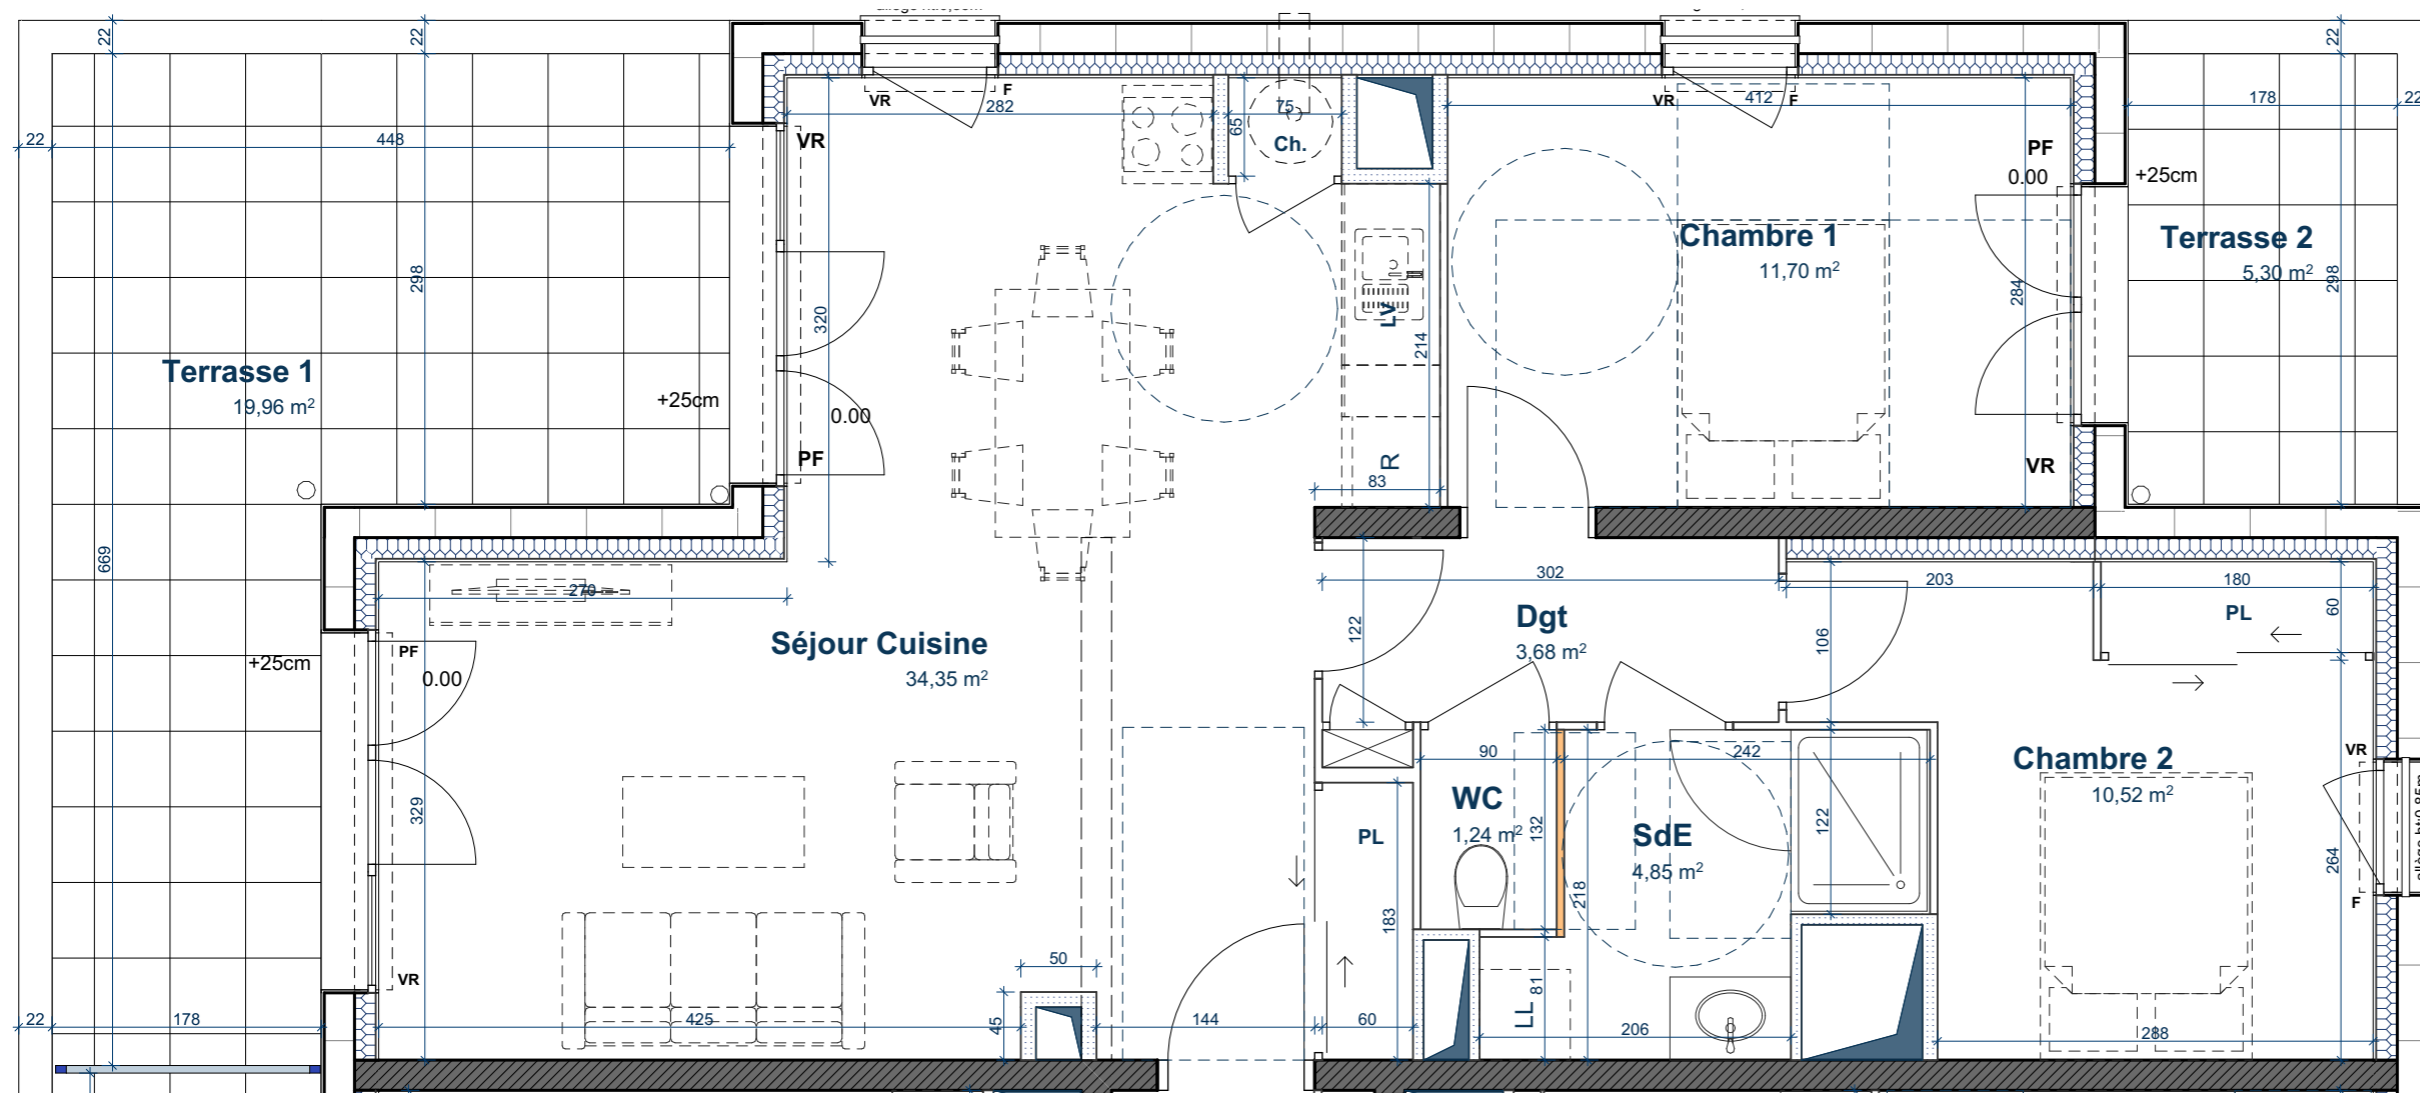 22
22
22
VR
F
282
75
65
Ch.
VR
412
F
178
22
22
448
VR
PF
0.00
+25cm
+25cm
298
320
Chambre 1
11,70 m²
284
Terrasse 2
5,30 m²
298
LV
214
Terrasse 1
19,96 m²
+25cm
0.00
PF
R
83
VR
669
270
302
203
180
60
PL
122
Dgt
3,68 m²
106
Séjour Cuisine
34,35 m²
+25cm
PF
0.00
90
242
Chambre 2
10,52 m²
VR
WC
1,24 m²
132
SdE
4,85 m²
122
PL
329
264
F
183
218
VR
50
45
81
LL
22
178
425
144
60
206
288